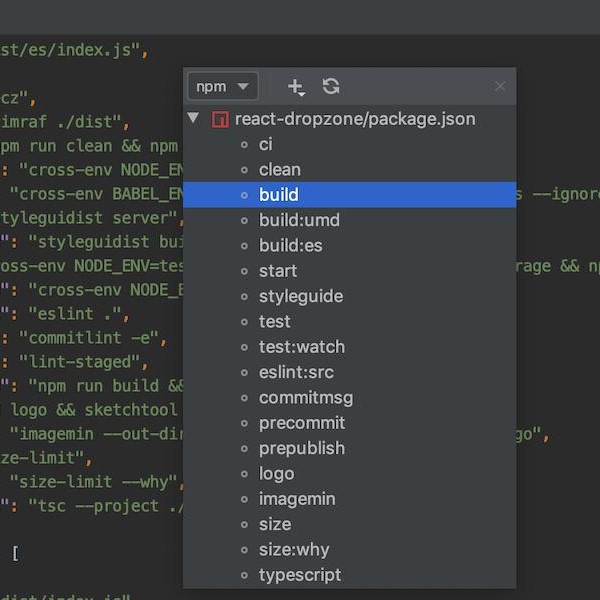 st/es/index.js",
cz",
imraf ./dist",
pm run clean && npm
: "cross-env NODE_EN
"cross-env BABEL_EN
s --ignore
tyleguidist server",
": "styleguidist bui
oss-env NODE_ENV=tes
rage && np
": "cross-env NODE_E
": "eslint .",
: "commitlint -e",
: "lint-staged",
": "npm run build &&
logo && sketchtool
"imagemin --out-dir
go",
ze-limit",
"size-limit --why",
": "tsc --project ./
[
npm
react-dropzone/package.json
ci
clean
build
build:umd
build:es
start
styleguide
test
test:watch
eslint:src
commitmsg
precommit
prepublish
logo
imagemin
size
size:why
typescript